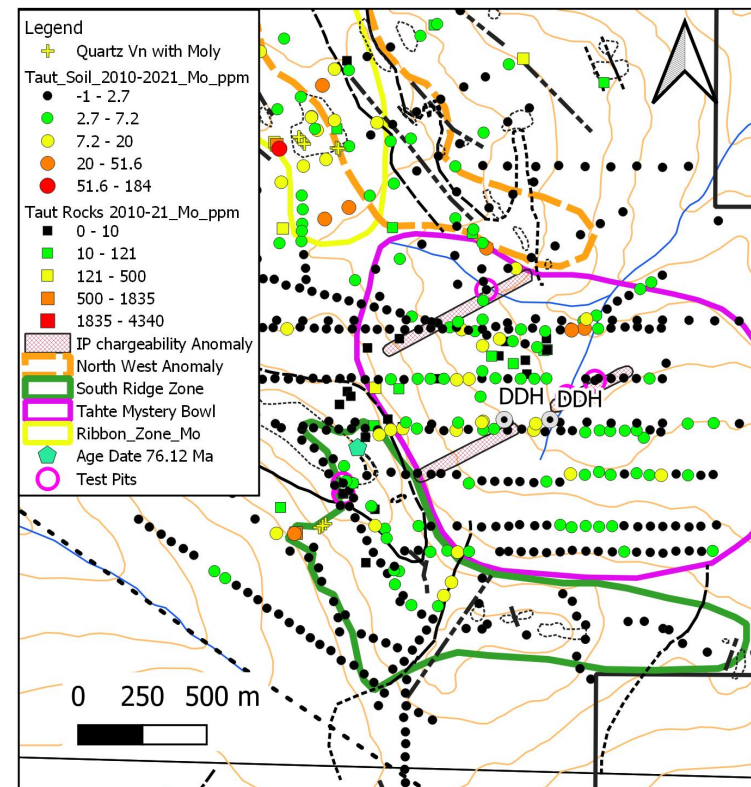 Legend
Quartz Vn with Moly
Taut_Soil_2010-2021_Mo_ppm
-1 - 2.7
2.7 - 7.2
7.2 - 20
20 - 51.6
51.6 - 184
Taut Rocks 2010-21_Mo_ppm
0 - 10
10 - 121
121 - 500
500 - 1835
1835 - 4340
IP chargeability Anomaly
North West Anomaly
South Ridge Zone
Tahte Mystery Bowl
Ribbon_Zone_Mo
Age Date 76.12 Ma
Test Pits
DDH DDH
0 250 500 m